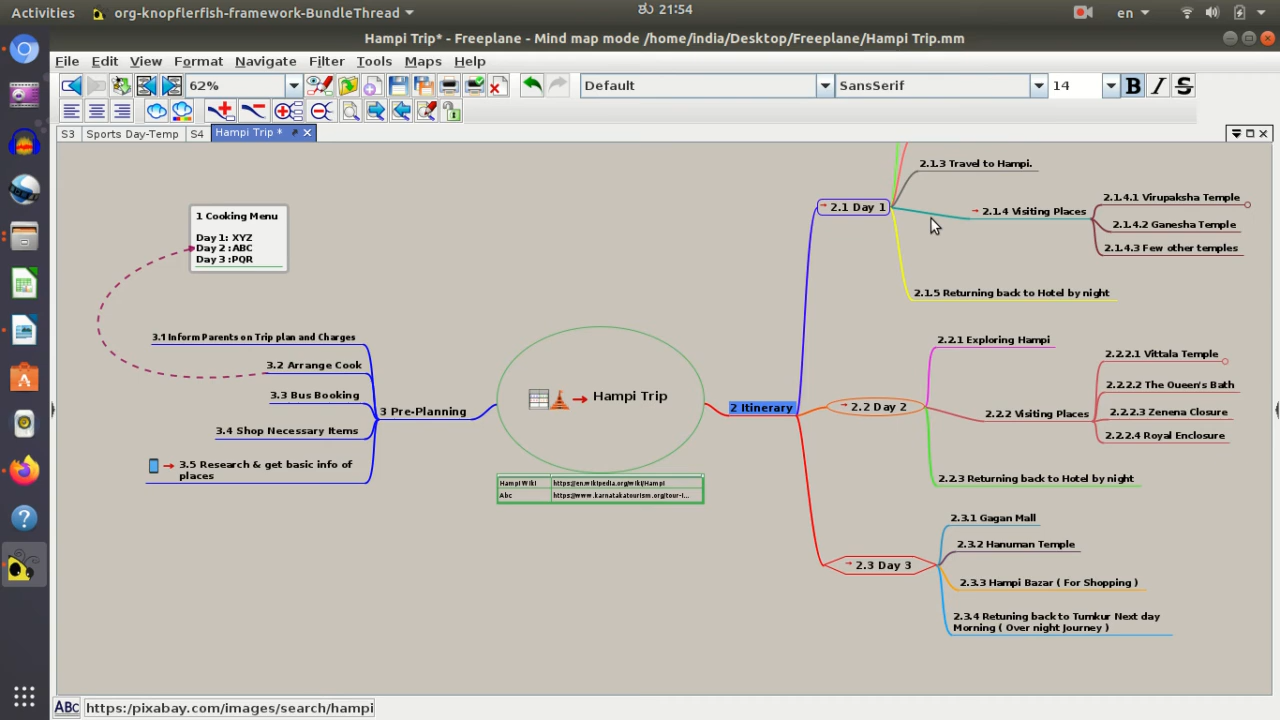 Activities
org-knopflerfish-framework-BundleThread
21:54
en
Hampi Trip* - Freeplane - Mind map mode /home/india/Desktop/Freeplane/Hampi Trip.mm
File Edit View Format Navigate Filter Tools Maps Help
62%
Default
SansSerif
14
B I S
S3
Sports Day-Temp
S4
Hampi Trip *
1 Cooking Menu
Day 1: XYZ
Day 2 :ABC
Day 3 :PQR
3.1 Inform Parents on Trip plan and Charges
3.2 Arrange Cook
3.3 Bus Booking
3.4 Shop Necessary Items
3.5 Research & get basic info of
places
3 Pre-Planning
Hampi Trip
Hampi Wiki https://en.wikipedia.org/wiki/Hampi
Abc https://www.karnatakatourism.org/tour-i...
2 Itinerary
2.1 Day 1
2.1.3 Travel to Hampi.
2.1.4 Visiting Places
2.1.4.1 Virupaksha Temple
2.1.4.2 Ganesha Temple
2.1.4.3 Few other temples
2.1.5 Returning back to Hotel by night
2.2 Day 2
2.2.1 Exploring Hampi
2.2.2 Visiting Places
2.2.2.1 Vittala Temple
2.2.2.2 The Queen's Bath
2.2.2.3 Zenena Closure
2.2.2.4 Royal Enclosure
2.2.3 Returning back to Hotel by night
2.3 Day 3
2.3.1 Gagan Mall
2.3.2 Hanuman Temple
2.3.3 Hampi Bazar ( For Shopping )
2.3.4 Retuning back to Tumkur Next day
Morning ( Over night Journey )
ABC
https:/pixabay.com/images/search/hampi